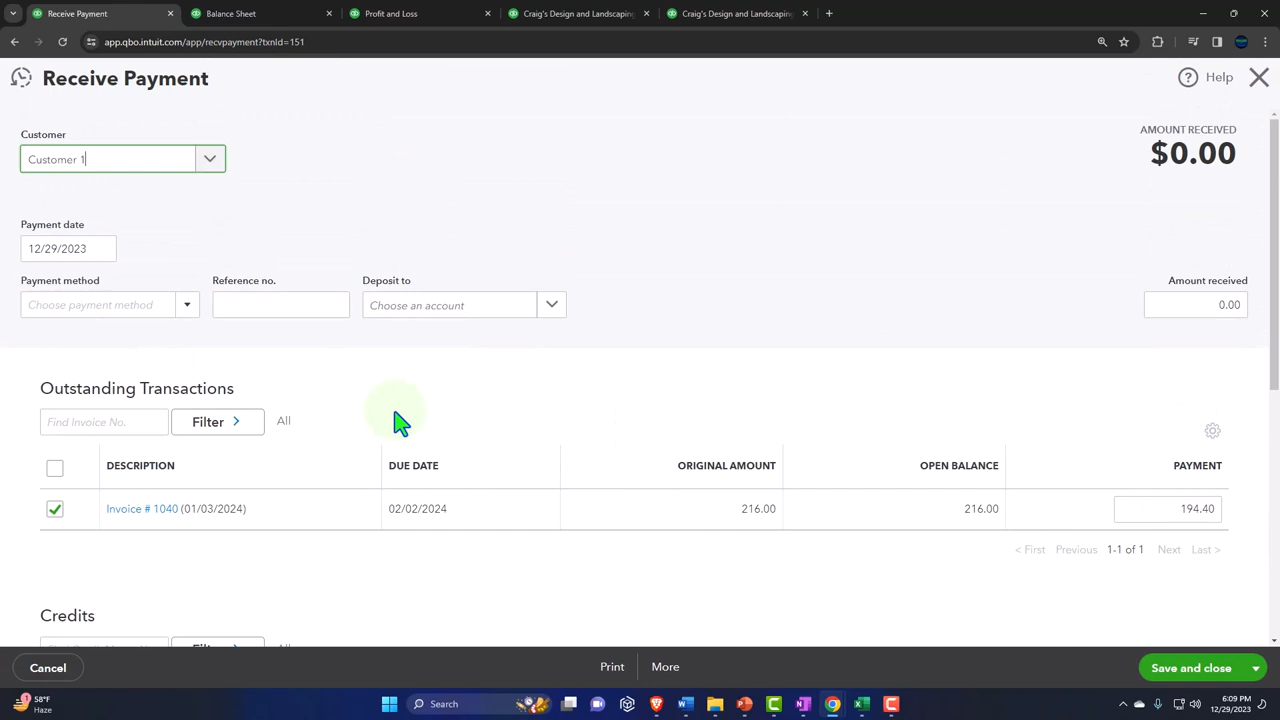 Receive Payment
Balance Sheet
Profit and Loss
Craig's Design and Landscaping
Craig's Design and Landscaping
app.qbo.intuit.com/app/recvpayment?txnId=151
Receive Payment
Help
Customer
Customer 1
AMOUNT RECEIVED
$0.00
Payment date
12/29/2023
Payment method
Reference no.
Deposit to
Amount received
Choose payment method
Choose an account
0.00
Outstanding Transactions
Find Invoice No.
Filter
All
DESCRIPTION
DUE DATE
ORIGINAL AMOUNT
OPEN BALANCE
PAYMENT
Invoice # 1040 (01/03/2024)
02/02/2024
216.00
216.00
194.40
< First
Previous
1-1 of 1
Next
Last >
Credits
Cancel
Print
More
Save and close
1
58°F
Haze
Search
6:09 PM
12/29/2023